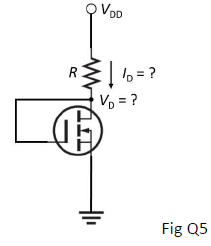 V_DD
R
I_D = ?
V_D = ?
Fig Q5